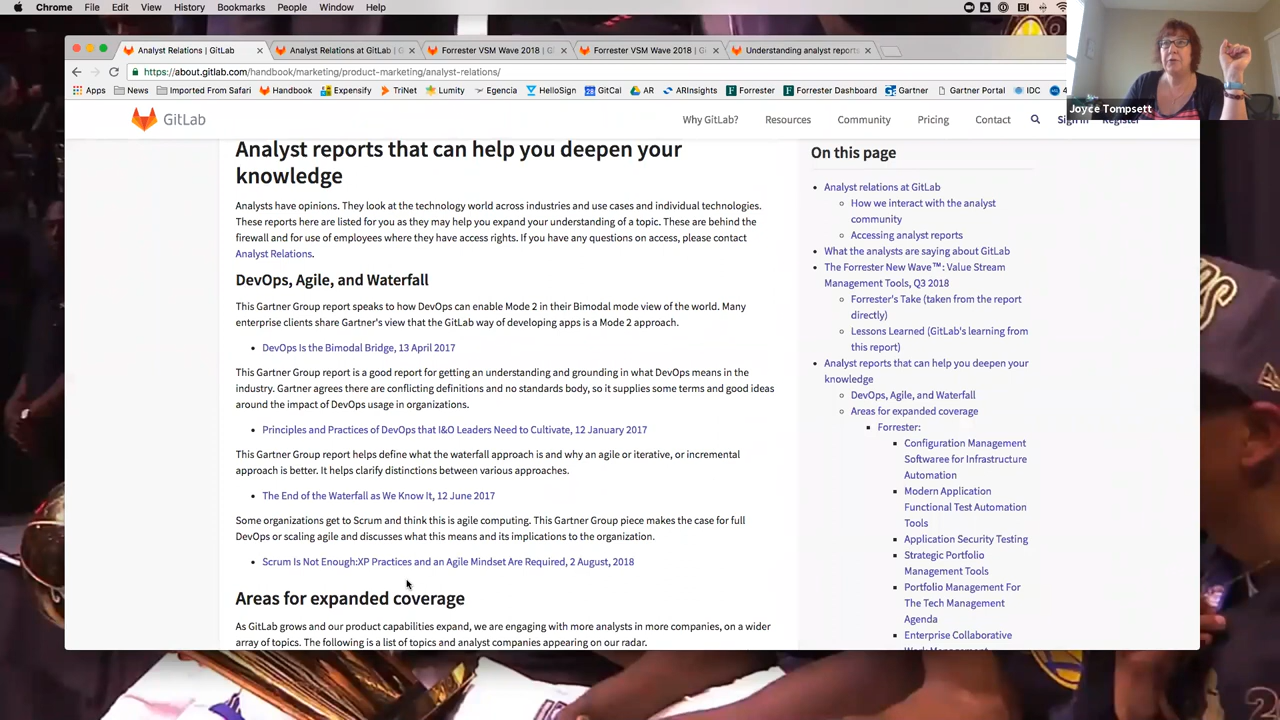 Chrome File Edit View History Bookmarks People Window Help
Analyst Relations | GitLab
Analyst Relations at GitLab | G
Forrester VSM Wave 2018 | Gi
Forrester VSM Wave 2018 | Gi
Understanding analyst reports
https://about.gitlab.com/handbook/marketing/product-marketing/analyst-relations/
Apps News Imported From Safari Handbook Expensify TriNet Lumity Egencia HelloSign GitCal AR ARInsights Forrester Forrester Dashboard Gartner Gartner Portal IDC
Joyce Tompsett
GitLab
Why GitLab? Resources Community Pricing Contact Sign in Register
Analyst reports that can help you deepen your
knowledge
Analysts have opinions. They look at the technology world across industries and use cases and individual technologies.
These reports here are listed for you as they may help you expand your understanding of a topic. These are behind the
firewall and for use of employees where they have access rights. If you have any questions on access, please contact
Analyst Relations.
DevOps, Agile, and Waterfall
This Gartner Group report speaks to how DevOps can enable Mode 2 in their Bimodal mode view of the world. Many
enterprise clients share Gartner's view that the GitLab way of developing apps is a Mode 2 approach.
DevOps Is the Bimodal Bridge, 13 April 2017
This Gartner Group report is a good report for getting an understanding and grounding in what DevOps means in the
industry. Gartner agrees there are conflicting definitions and no standards body, so it supplies some terms and good ideas
around the impact of DevOps usage in organizations.
Principles and Practices of DevOps that I&O Leaders Need to Cultivate, 12 January 2017
This Gartner Group report helps define what the waterfall approach is and why an agile or iterative, or incremental
approach is better. It helps clarify distinctions between various approaches.
The End of the Waterfall as We Know It, 12 June 2017
Some organizations get to Scrum and think this is agile computing. This Gartner Group piece makes the case for full
DevOps or scaling agile and discusses what this means and its implications to the organization.
Scrum Is Not Enough:XP Practices and an Agile Mindset Are Required, 2 August, 2018
Areas for expanded coverage
As GitLab grows and our product capabilities expand, we are engaging with more analysts in more companies, on a wider
array of topics. The following is a list of topics and analyst companies appearing on our radar.
On this page
Analyst relations at GitLab
How we interact with the analyst
community
Accessing analyst reports
What the analysts are saying about GitLab
The Forrester New Wave™: Value Stream
Management Tools, Q3 2018
Forrester's Take (taken from the report
directly)
Lessons Learned (GitLab's learning from
this report)
Analyst reports that can help you deepen your
knowledge
DevOps, Agile, and Waterfall
Areas for expanded coverage
Forrester:
Configuration Management
Softwaree for Infrastructure
Automation
Modern Application
Functional Test Automation
Tools
Application Security Testing
Strategic Portfolio
Management Tools
Portfolio Management For
The Tech Management
Agenda
Enterprise Collaborative